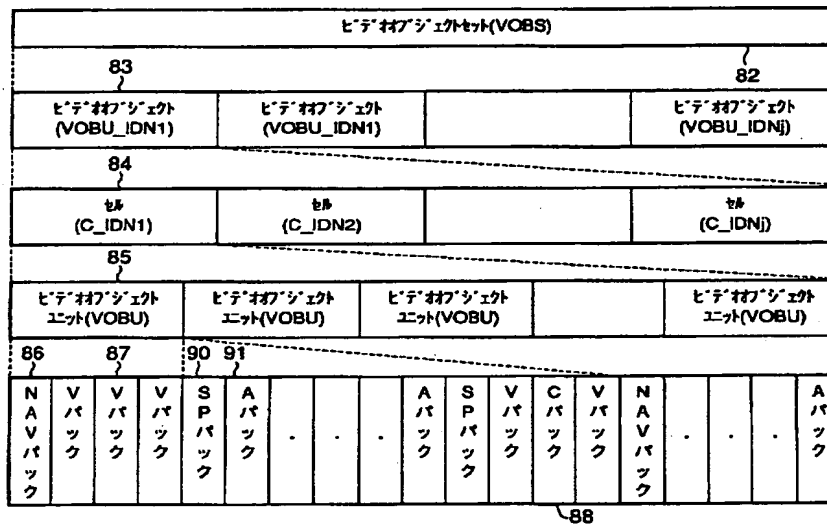 ビデオオブジェクトセット(VOBS)
83
82
ビデオオブジェクト
(VOBU_IDN1)
ビデオオブジェクト
(VOBU_IDN1)
ビデオオブジェクト
(VOBU_IDNj)
84
セル
(C_IDN1)
セル
(C_IDN2)
セル
(C_IDNj)
85
ビデオオブジェクト
ユニット(VOBU)
ビデオオブジェクト
ユニット(VOBU)
ビデオオブジェクト
ユニット(VOBU)
ビデオオブジェクト
ユニット(VOBU)
86
87
90
91
NAVパック
Vパック
Vパック
Vパック
SPパック
Aパック
.
.
.
Aパック
SPパック
Vパック
Cパック
Vパック
NAVパック
.
.
.
Aパック
88